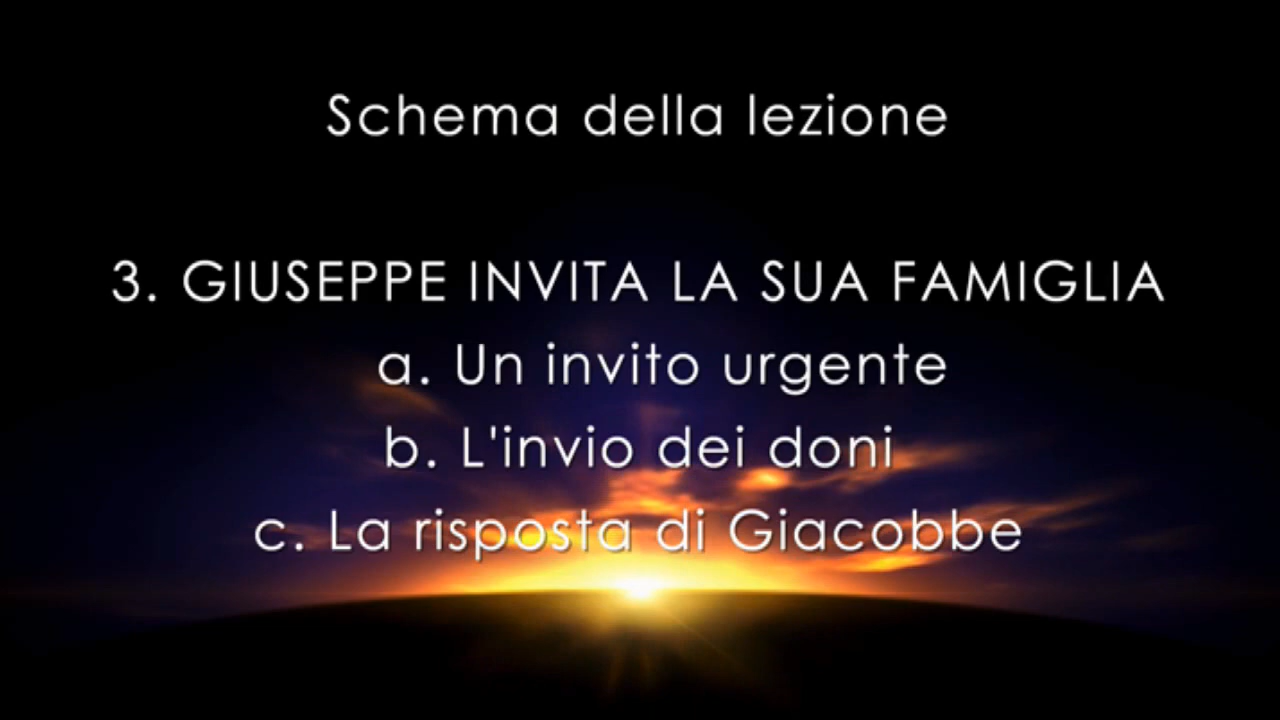 Schema della lezione
3. GIUSEPPE INVITA LA SUA FAMIGLIA
a. Un invito urgente
b. L'invio dei doni
c. La risposta di Giacobbe